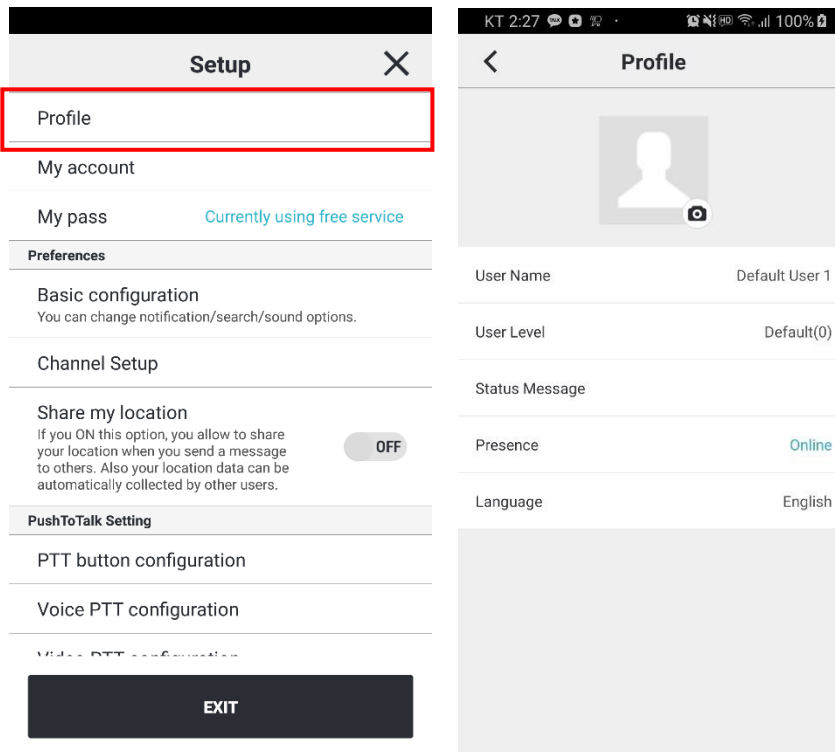 Setup
Profile
My account
My pass Currently using free service
Preferences
Basic configuration
You can change notification/search/sound options.
Channel Setup
Share my location
If you ON this option, you allow to share
your location when you send a message
to others. Also your location data can be
automatically collected by other users.
OFF
PushToTalk Setting
PTT button configuration
Voice PTT configuration
Video PTT configuration
EXIT
KT 2:27 100%
Profile
User Name Default User 1
User Level Default(0)
Status Message
Presence Online
Language English